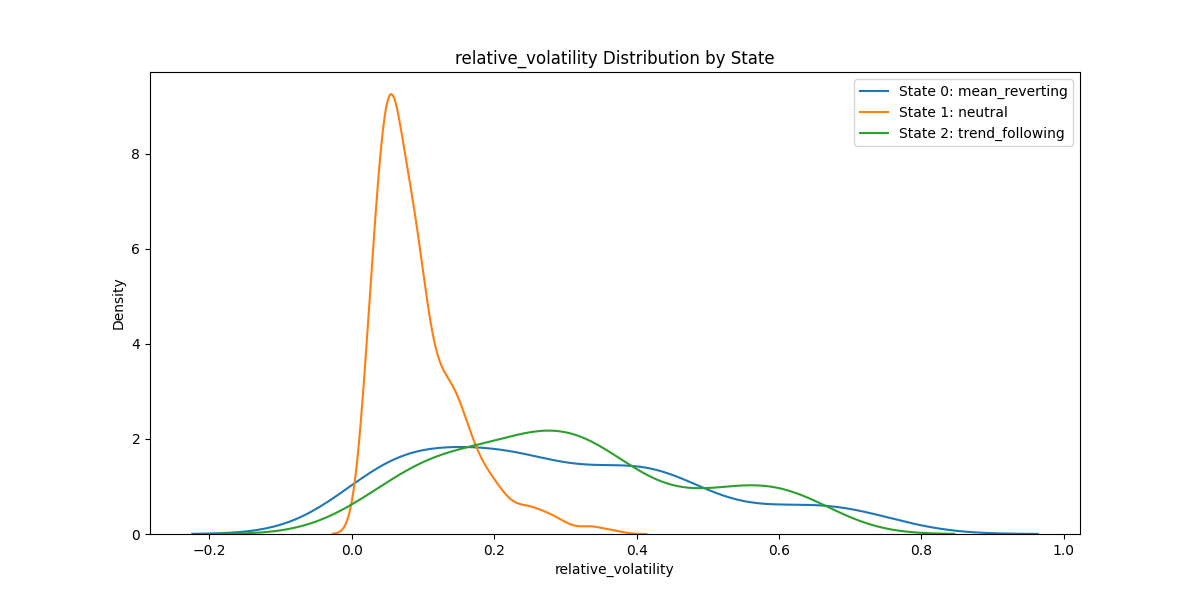 relative_volatility Distribution by State
State 0: mean_reverting
State 1: neutral
State 2: trend_following
Density
8
6
4
2
0
−0.2
0.0
0.2
0.4
0.6
0.8
1.0
relative_volatility